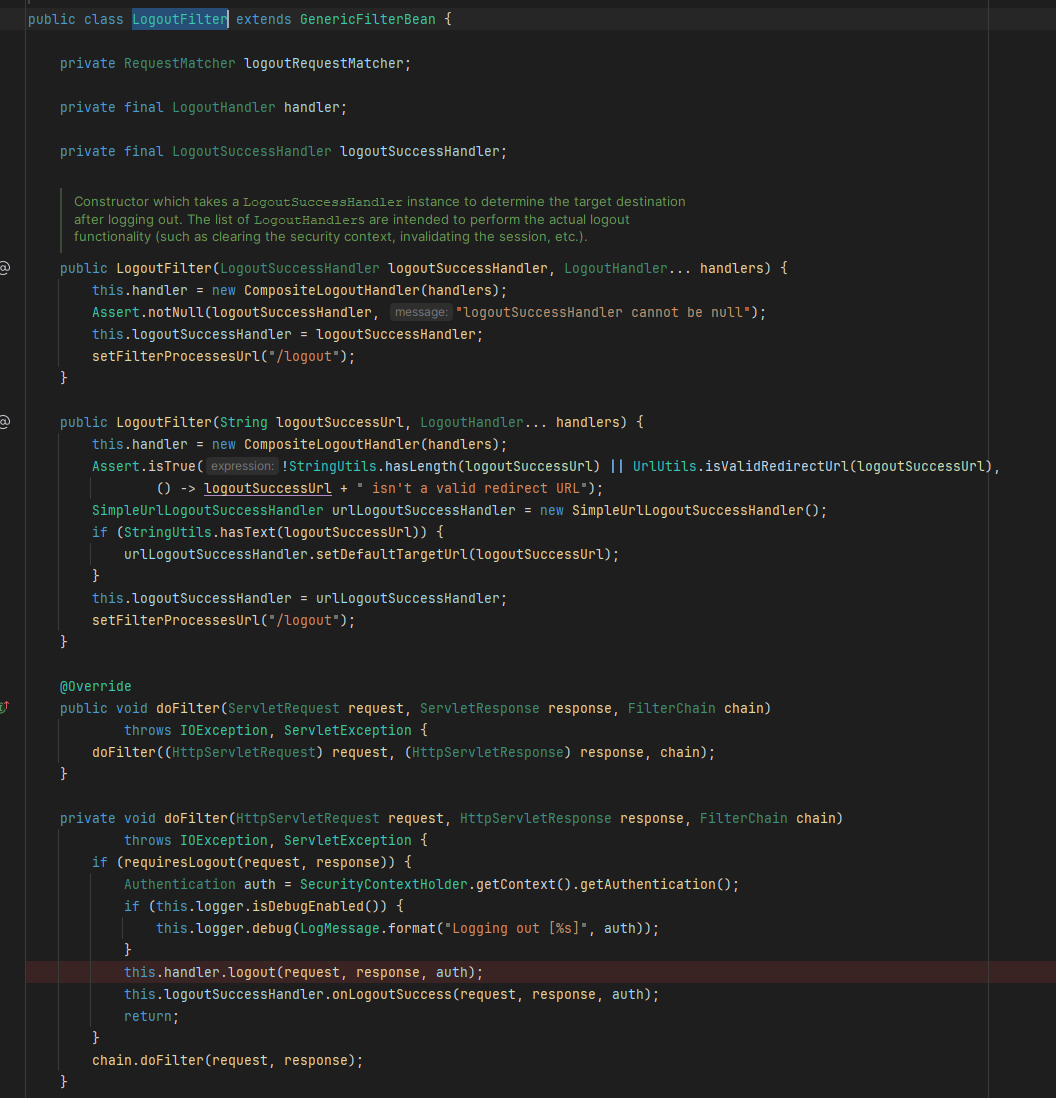 public class LogoutFilter extends GenericFilterBean {
private RequestMatcher logoutRequestMatcher;
private final LogoutHandler handler;
private final LogoutSuccessHandler logoutSuccessHandler;
Constructor which takes a LogoutSuccessHandler instance to determine the target destination
after logging out. The list of LogoutHandlers are intended to perform the actual logout
functionality (such as clearing the security context, invalidating the session, etc.).
public LogoutFilter(LogoutSuccessHandler logoutSuccessHandler, LogoutHandler... handlers) {
this.handler = new CompositeLogoutHandler(handlers);
Assert.notNull(logoutSuccessHandler, message: "logoutSuccessHandler cannot be null");
this.logoutSuccessHandler = logoutSuccessHandler;
setFilterProcessesUrl("/logout");
}
public LogoutFilter(String logoutSuccessUrl, LogoutHandler... handlers) {
this.handler = new CompositeLogoutHandler(handlers);
Assert.isTrue( expression: !StringUtils.hasLength(logoutSuccessUrl) || UrlUtils.isValidRedirectUrl(logoutSuccessUrl),
() -> logoutSuccessUrl + " isn't a valid redirect URL");
SimpleUrlLogoutSuccessHandler urlLogoutSuccessHandler = new SimpleUrlLogoutSuccessHandler();
if (StringUtils.hasText(logoutSuccessUrl)) {
urlLogoutSuccessHandler.setDefaultTargetUrl(logoutSuccessUrl);
}
this.logoutSuccessHandler = urlLogoutSuccessHandler;
setFilterProcessesUrl("/logout");
}
@Override
public void doFilter(ServletRequest request, ServletResponse response, FilterChain chain)
throws IOException, ServletException {
doFilter((HttpServletRequest) request, (HttpServletResponse) response, chain);
}
private void doFilter(HttpServletRequest request, HttpServletResponse response, FilterChain chain)
throws IOException, ServletException {
if (requiresLogout(request, response)) {
Authentication auth = SecurityContextHolder.getContext().getAuthentication();
if (this.logger.isDebugEnabled()) {
this.logger.debug(LogMessage.format("Logging out [%s]", auth));
}
this.handler.logout(request, response, auth);
this.logoutSuccessHandler.onLogoutSuccess(request, response, auth);
return;
}
chain.doFilter(request, response);
}